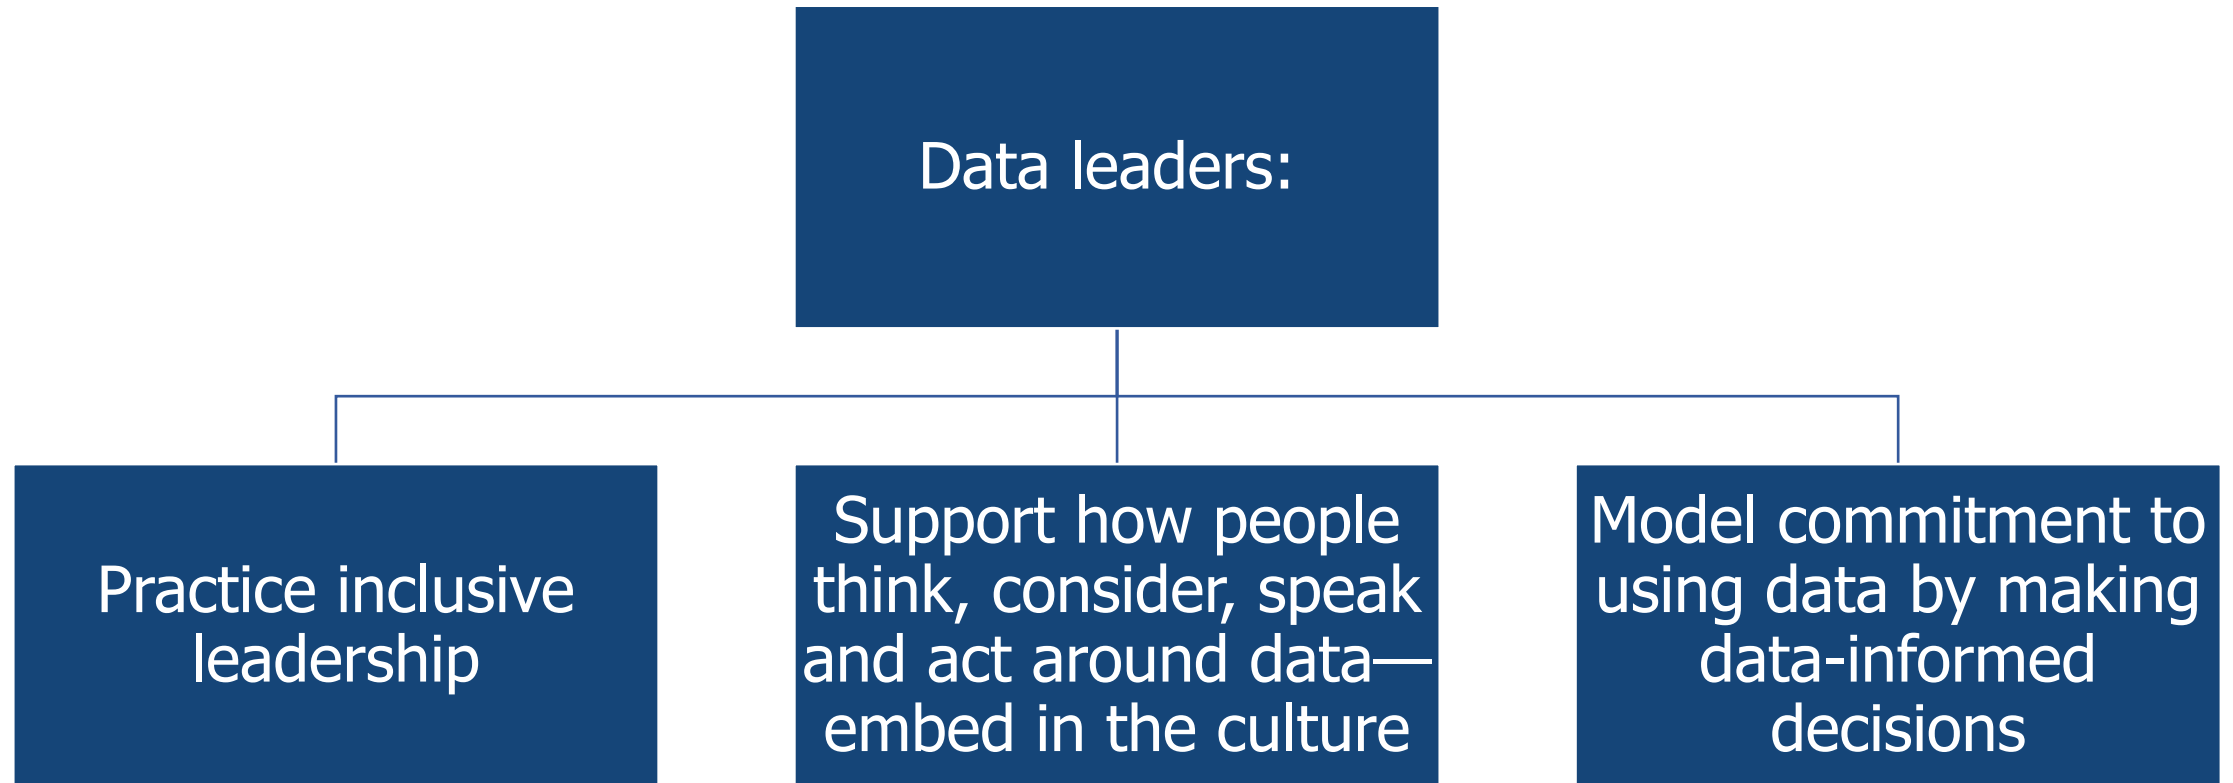 Data leaders:
Practice inclusive
leadership
Support how people
think, consider, speak
and act around data—
embed in the culture
Model commitment to
using data by making
data-informed
decisions